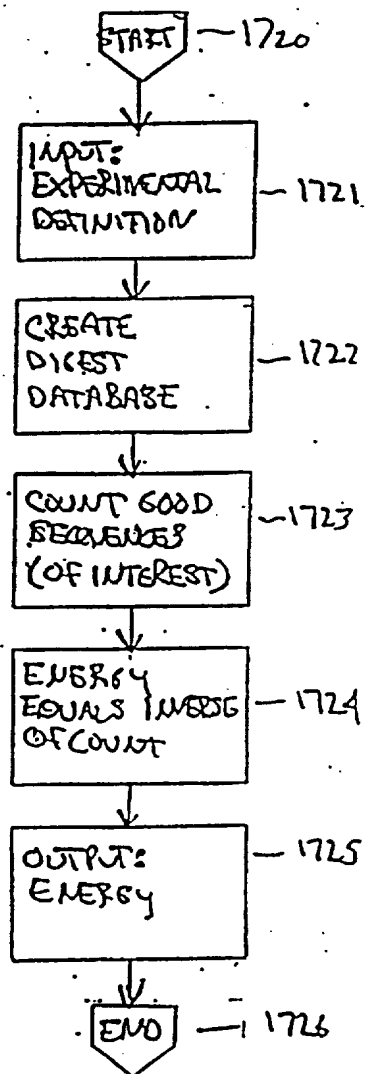 START 1720
INPUT:
EXPERIMENTAL 1721
DEFINITION
CREATE
DIGEST 1722
DATABASE
COUNT GOOD
SEQUENCES 1723
(OF INTEREST)
ENERGY
EQUALS INVERSE 1724
OF COUNT
OUTPUT: 1725
ENERGY
END 1726